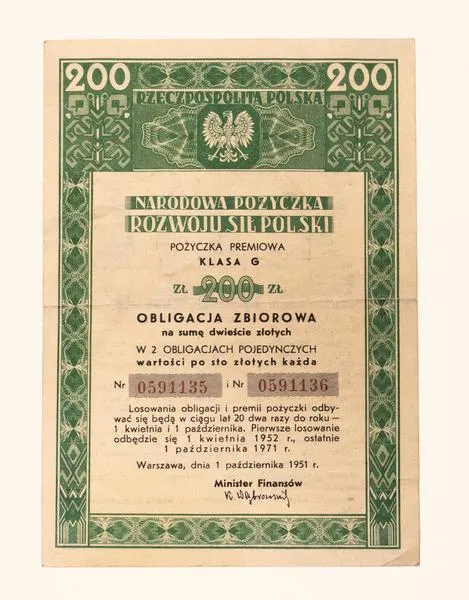 200 200
RZECZPOSPOLITA POLSKA
NARODOWA POŻYCZKA
ROZWOJU SIŁ POLSKI
POŻYCZKA PREMIOWA
KLASA G
ZŁ 200 ZŁ
OBLIGACJA ZBIOROWA
na sumę dwieście złotych
W 2 OBLIGACJACH POJEDYNCZYCH
wartości po sto złotych każda
Nr 0591135 i Nr 0591136
Losowania obligacji i premii pożyczki odby-
wać się będą w ciągu lat 20 dwa razy do roku —
1 kwietnia i 1 października. Pierwsze losowanie
odbędzie się 1 kwietnia 1952 r., ostatnie
1 października 1971 r.
Warszawa, dnia 1 października 1951 r.
Minister Finansów
K. Dąbrowski